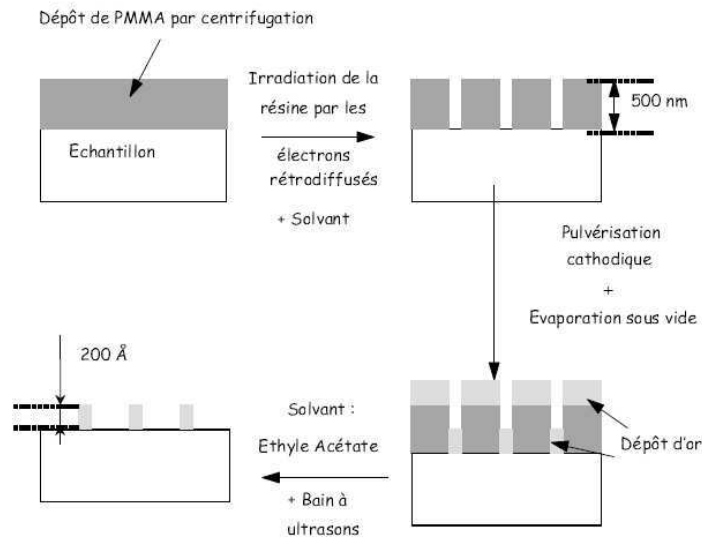 Dépôt de PMMA par centrifugation
Echantillon
Irradiation de la
résine par les
électrons
rétrodiffusés
+ Solvant
500 nm
Pulvérisation
cathodique
+
Evaporation sous vide
Dépôt d'or
Solvant :
Ethyle Acétate
+ Bain à
ultrasons
200 Å